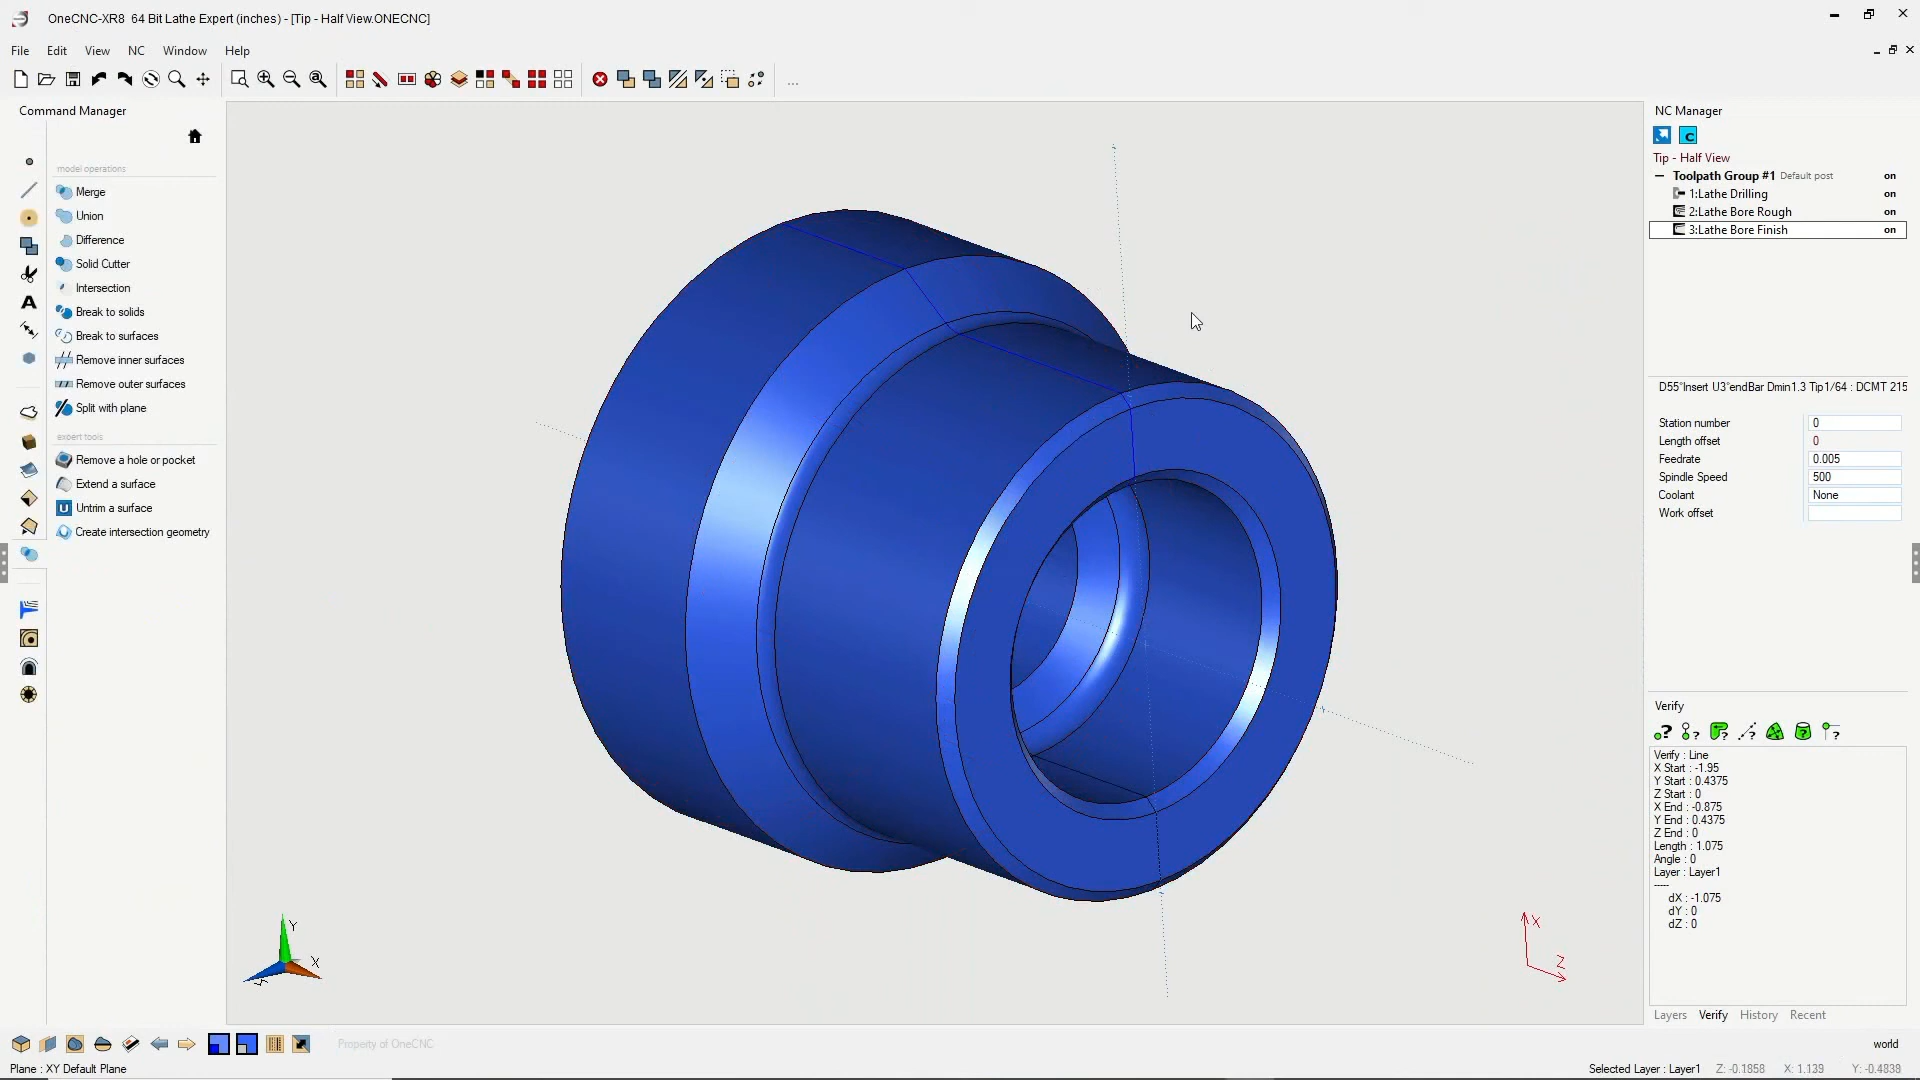 OneCNC-XR8 64 Bit Lathe Expert (inches) - [Tip - Half View.ONECNC]
File Edit View NC Window Help
...
Command Manager
model operations
Merge
Union
Difference
Solid Cutter
Intersection
Break to solids
Break to surfaces
Remove inner surfaces
Remove outer surfaces
Split with plane
expert tools
Remove a hole or pocket
Extend a surface
Untrim a surface
Create intersection geometry
Y
X
X
Z
NC Manager
Tip - Half View
Toolpath Group #1 Default post on
1:Lathe Drilling on
2:Lathe Bore Rough on
3:Lathe Bore Finish on
D55°Insert U3°endBar Dmin1.3 Tip1/64 : DCMT 215
Station number 0
Length offset 0
Feedrate 0.005
Spindle Speed 500
Coolant None
Work offset
Verify
Verify : Line
X Start : -1.95
Y Start : 0.4375
Z Start : 0
X End : -0.875
Y End : 0.4375
Z End : 0
Length : 1.075
Angle : 0
Layer : Layer1
-----
dX : -1.075
dY : 0
dZ : 0
Layers Verify History Recent
Property of OneCNC
world
Plane : XY Default Plane
Selected Layer : Layer1 Z: -0.1858 X: 1.139 Y: -0.4838